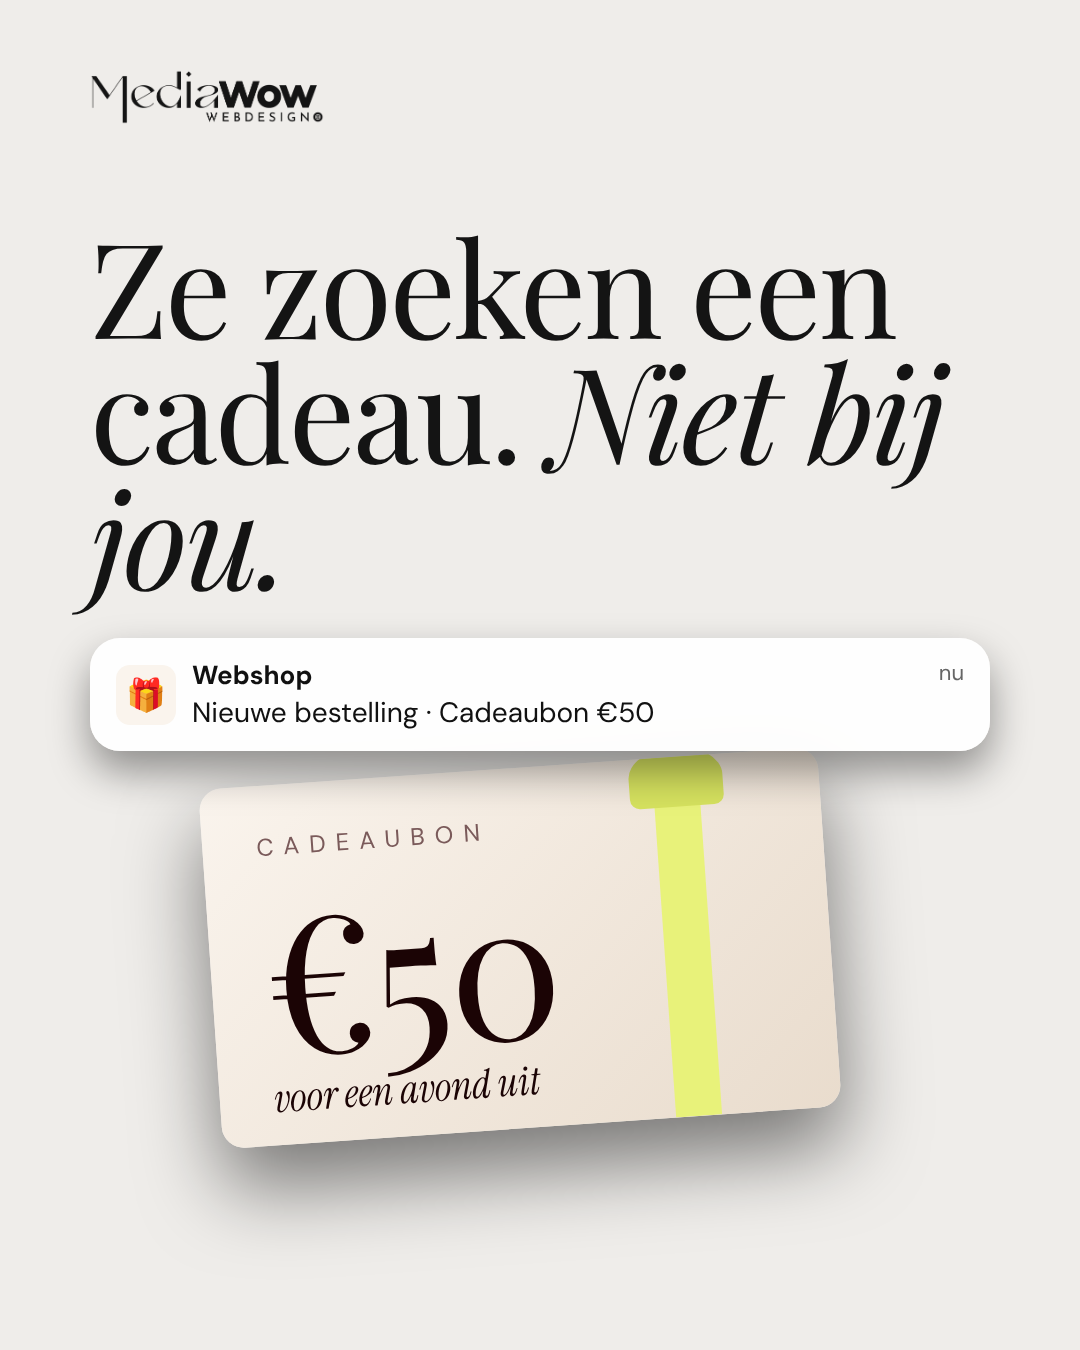 MediaWow
WEBDESIGN
Ze zoeken een
cadeau. Niet bij
jou.
Webshop
nu
Nieuwe bestelling · Cadeaubon €50
CADEAUBON
€50
voor een avond uit